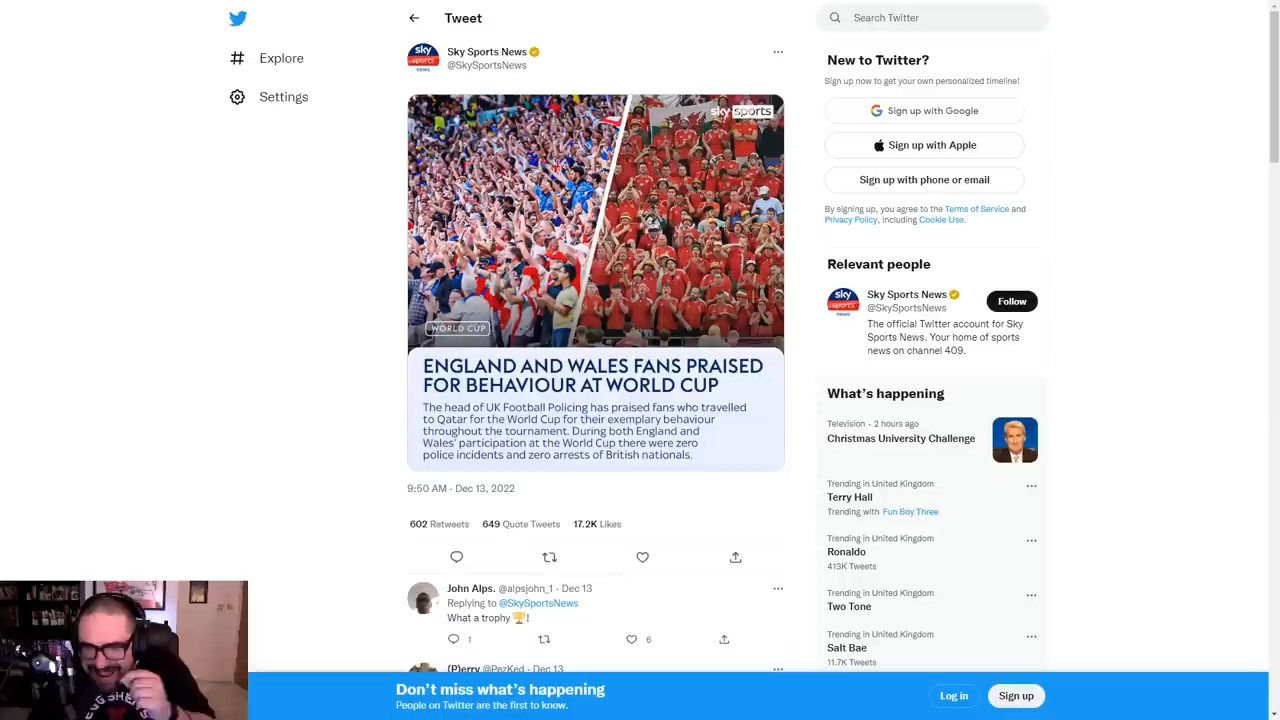 Tweet
Search Twitter
Explore
Settings
sky sports news
Sky Sports News
@SkySportsNews
sky sports
WORLD CUP
ENGLAND AND WALES FANS PRAISED
FOR BEHAVIOUR AT WORLD CUP
The head of UK Football Policing has praised fans who travelled
to Qatar for the World Cup for their exemplary behaviour
throughout the tournament. During both England and
Wales' participation at the World Cup there were zero
police incidents and zero arrests of British nationals.
9:50 AM · Dec 13, 2022
602 Retweets 649 Quote Tweets 17.2K Likes
John Alps. @alpsjohn_1 · Dec 13
Replying to @SkySportsNews
What a trophy 🏆!
1 6
(P)erry @PezKed · Dec 13
New to Twitter?
Sign up now to get your own personalized timeline!
Sign up with Google
Sign up with Apple
Sign up with phone or email
By signing up, you agree to the Terms of Service and
Privacy Policy, including Cookie Use.
Relevant people
sky sports news
Sky Sports News
@SkySportsNews
Follow
The official Twitter account for Sky
Sports News. Your home of sports
news on channel 409.
What's happening
Television · 2 hours ago
Christmas University Challenge
Trending in United Kingdom
Terry Hall
Trending with Fun Boy Three
Trending in United Kingdom
Ronaldo
413K Tweets
Trending in United Kingdom
Two Tone
Trending in United Kingdom
Salt Bae
11.7K Tweets
Don't miss what's happening
People on Twitter are the first to know.
Log in
Sign up